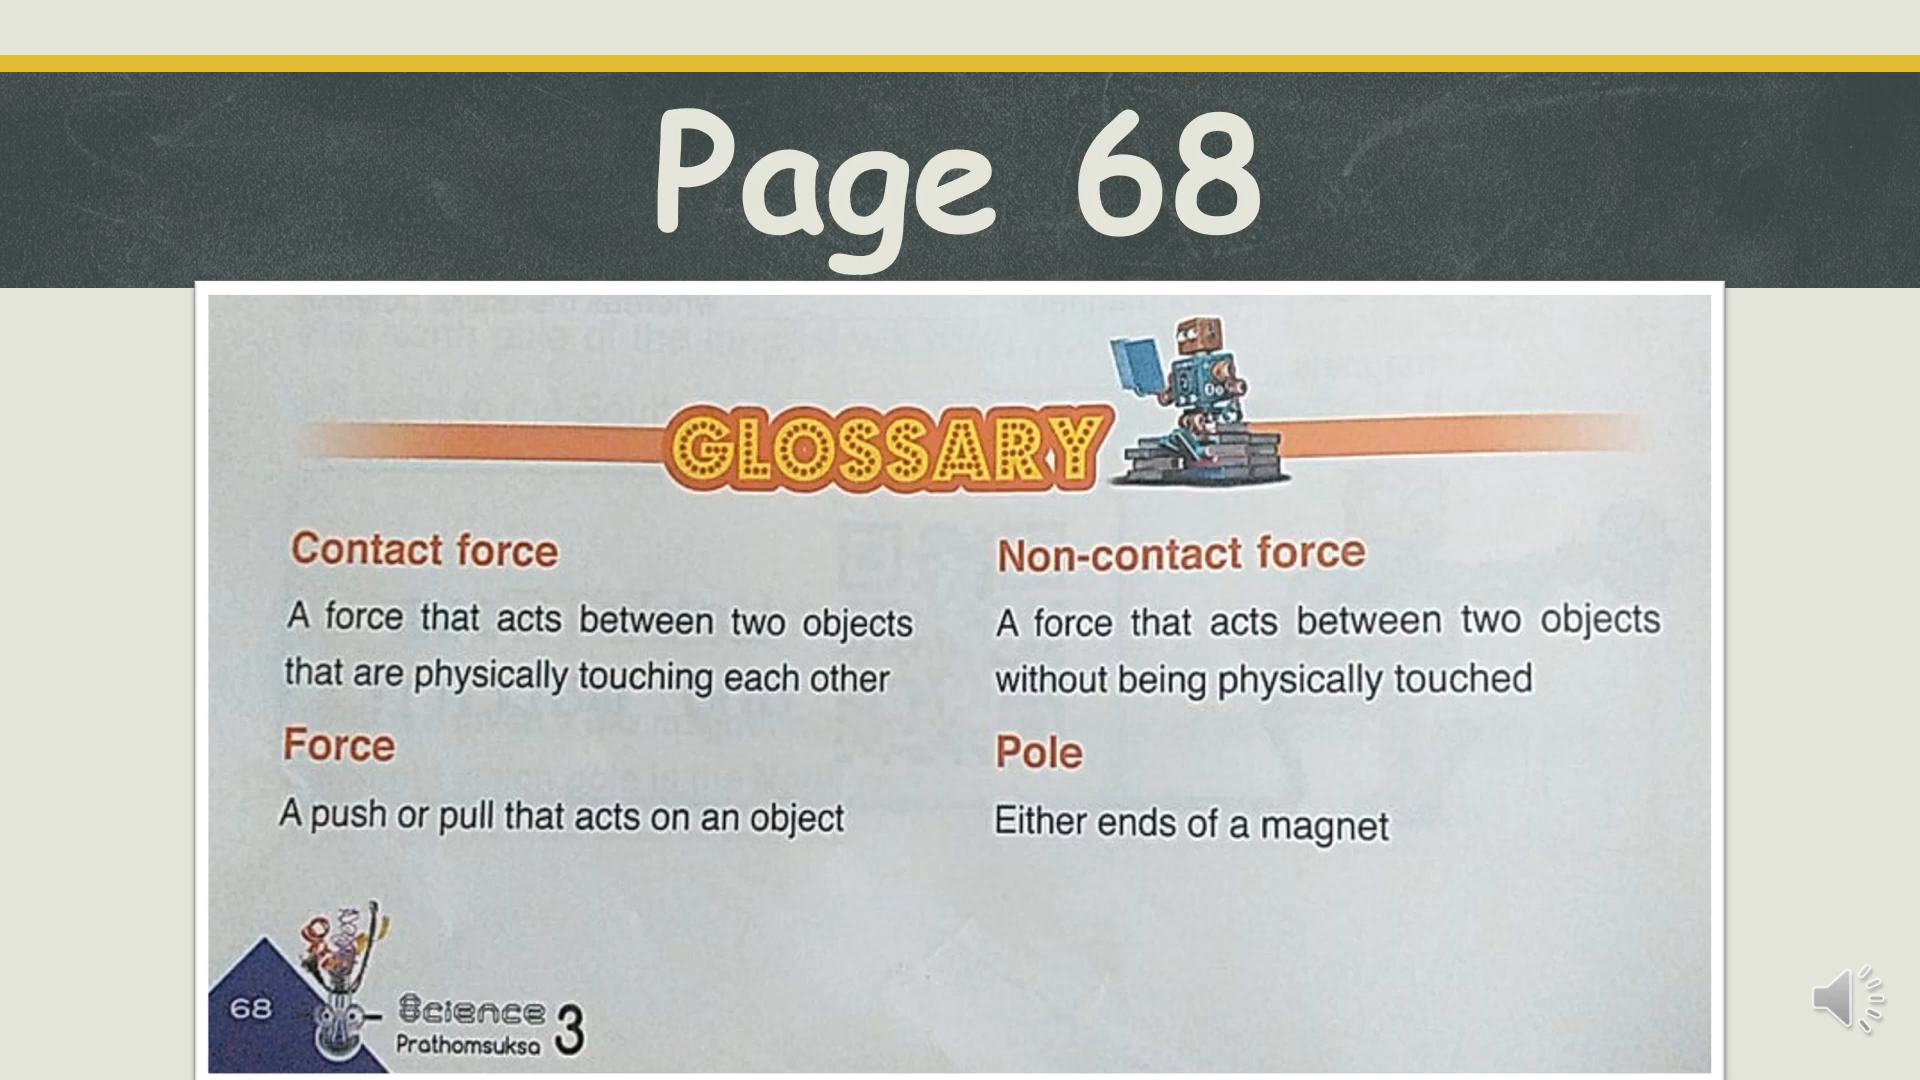 Page 68
GLOSSARY
Contact force
A force that acts between two objects
that are physically touching each other
Force
A push or pull that acts on an object
Non-contact force
A force that acts between two objects
without being physically touched
Pole
Either ends of a magnet
68
Science
Prathomsuksa 3